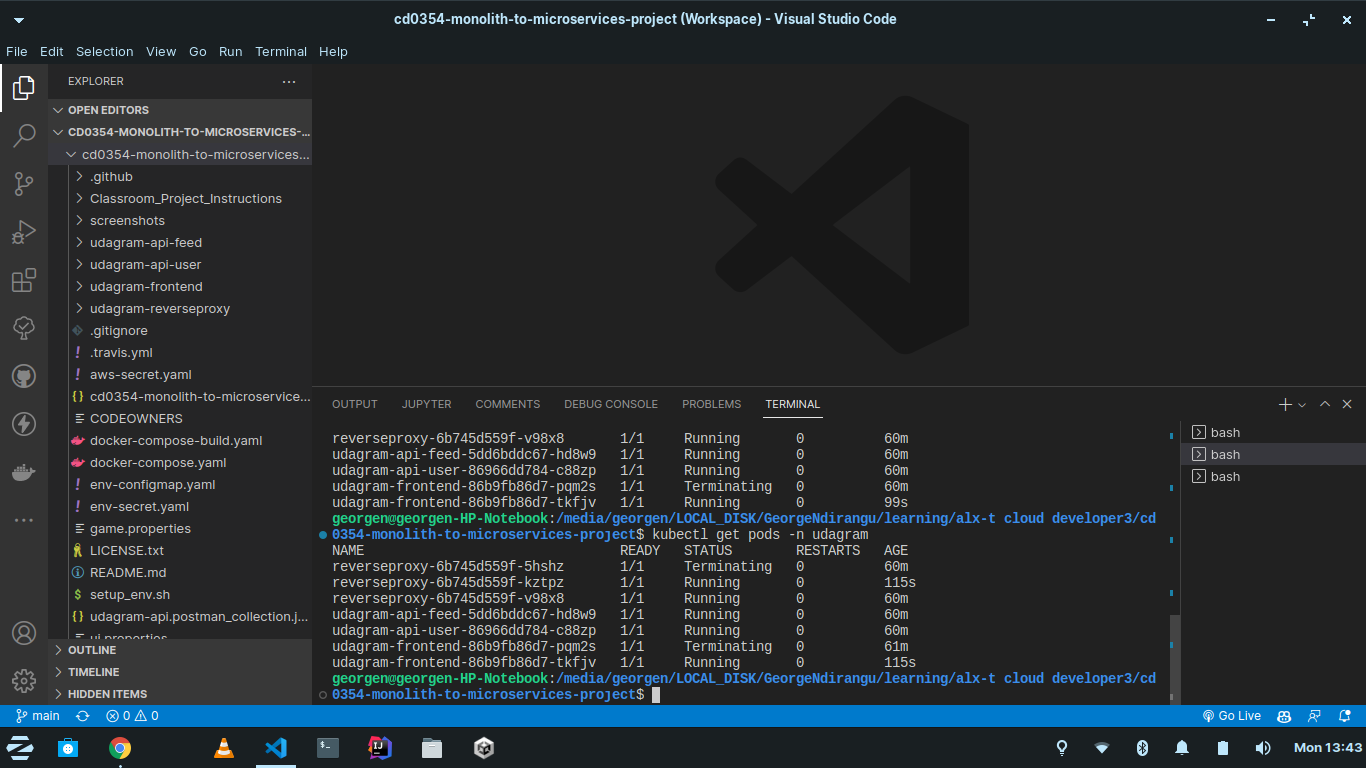 cd0354-monolith-to-microservices-project (Workspace) - Visual Studio Code
File Edit Selection View Go Run Terminal Help
EXPLORER
OPEN EDITORS
CD0354-MONOLITH-TO-MICROSERVICES-...
cd0354-monolith-to-microservices...
.github
Classroom_Project_Instructions
screenshots
udagram-api-feed
udagram-api-user
udagram-frontend
udagram-reverseproxy
.gitignore
.travis.yml
aws-secret.yaml
cd0354-monolith-to-microservice...
CODEOWNERS
docker-compose-build.yaml
docker-compose.yaml
env-configmap.yaml
env-secret.yaml
game.properties
LICENSE.txt
README.md
setup_env.sh
udagram-api.postman_collection.j...
ui.properties
OUTLINE
TIMELINE
HIDDEN ITEMS
OUTPUT JUPYTER COMMENTS DEBUG CONSOLE PROBLEMS TERMINAL
reverseproxy-6b745d559f-v98x8 1/1 Running 0 60m
udagram-api-feed-5dd6bddc67-hd8w9 1/1 Running 0 60m
udagram-api-user-86966dd784-c88zp 1/1 Running 0 60m
udagram-frontend-86b9fb86d7-pqm2s 1/1 Terminating 0 60m
udagram-frontend-86b9fb86d7-tkfjv 1/1 Running 0 99s
georgen@georgen-HP-Notebook:/media/georgen/LOCAL_DISK/GeorgeNdirangu/learning/alx-t cloud developer3/cd
0354-monolith-to-microservices-project$ kubectl get pods -n udagram
NAME READY STATUS RESTARTS AGE
reverseproxy-6b745d559f-5hshz 1/1 Terminating 0 60m
reverseproxy-6b745d559f-kztpz 1/1 Running 0 115s
reverseproxy-6b745d559f-v98x8 1/1 Running 0 60m
udagram-api-feed-5dd6bddc67-hd8w9 1/1 Running 0 60m
udagram-api-user-86966dd784-c88zp 1/1 Running 0 60m
udagram-frontend-86b9fb86d7-pqm2s 1/1 Terminating 0 61m
udagram-frontend-86b9fb86d7-tkfjv 1/1 Running 0 115s
georgen@georgen-HP-Notebook:/media/georgen/LOCAL_DISK/GeorgeNdirangu/learning/alx-t cloud developer3/cd
0354-monolith-to-microservices-project$
bash
bash
bash
main 0 0 Go Live
Mon 13:43